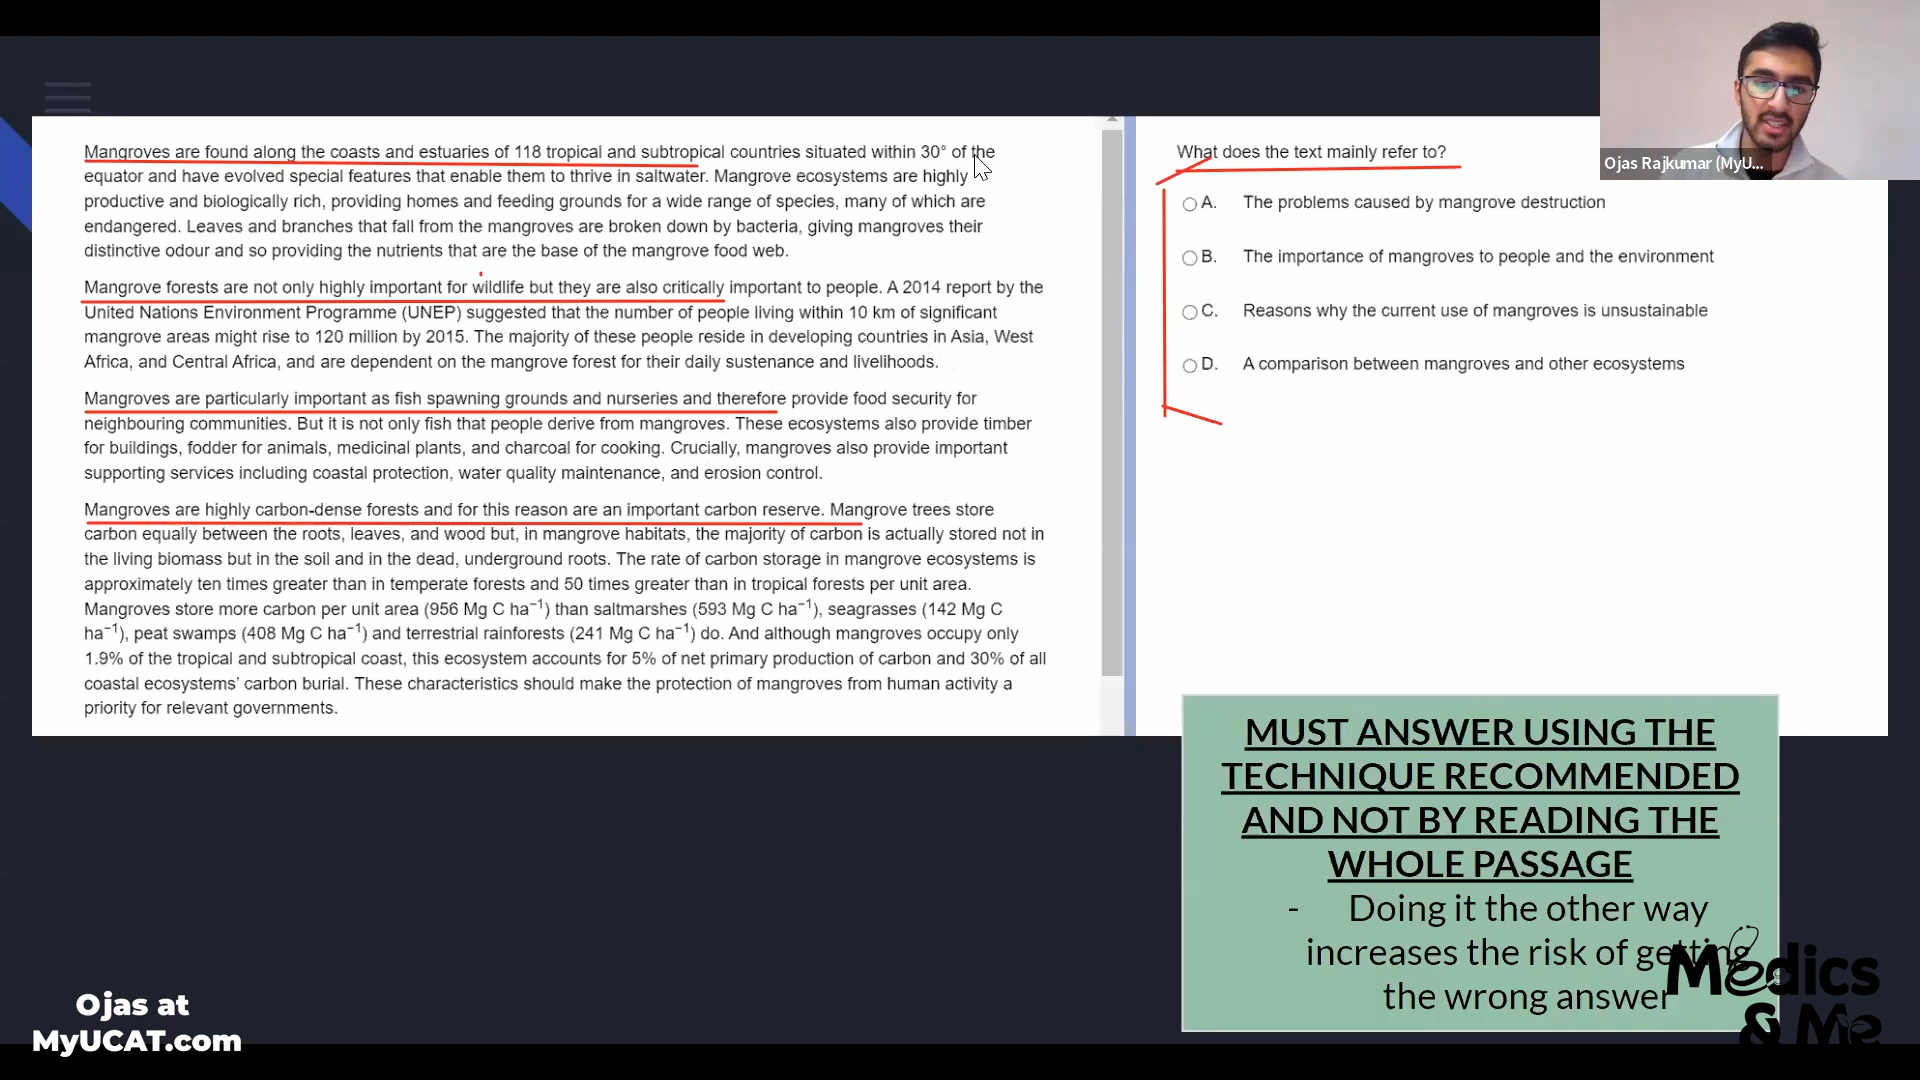 Mangroves are found along the coasts and estuaries of 118 tropical and subtropical countries situated within 30° of the
equator and have evolved special features that enable them to thrive in saltwater. Mangrove ecosystems are highly
productive and biologically rich, providing homes and feeding grounds for a wide range of species, many of which are
endangered. Leaves and branches that fall from the mangroves are broken down by bacteria, giving mangroves their
distinctive odour and so providing the nutrients that are the base of the mangrove food web.
Mangrove forests are not only highly important for wildlife but they are also critically important to people. A 2014 report by the
United Nations Environment Programme (UNEP) suggested that the number of people living within 10 km of significant
mangrove areas might rise to 120 million by 2015. The majority of these people reside in developing countries in Asia, West
Africa, and Central Africa, and are dependent on the mangrove forest for their daily sustenance and livelihoods.
Mangroves are particularly important as fish spawning grounds and nurseries and therefore provide food security for
neighbouring communities. But it is not only fish that people derive from mangroves. These ecosystems also provide timber
for buildings, fodder for animals, medicinal plants, and charcoal for cooking. Crucially, mangroves also provide important
supporting services including coastal protection, water quality maintenance, and erosion control.
Mangroves are highly carbon-dense forests and for this reason are an important carbon reserve. Mangrove trees store
carbon equally between the roots, leaves, and wood but, in mangrove habitats, the majority of carbon is actually stored not in
the living biomass but in the soil and in the dead, underground roots. The rate of carbon storage in mangrove ecosystems is
approximately ten times greater than in temperate forests and 50 times greater than in tropical forests per unit area.
Mangroves store more carbon per unit area (956 Mg C ha⁻¹) than saltmarshes (593 Mg C ha⁻¹), seagrasses (142 Mg C
ha⁻¹), peat swamps (408 Mg C ha⁻¹) and terrestrial rainforests (241 Mg C ha⁻¹) do. And although mangroves occupy only
1.9% of the tropical and subtropical coast, this ecosystem accounts for 5% of net primary production of carbon and 30% of all
coastal ecosystems' carbon burial. These characteristics should make the protection of mangroves from human activity a
priority for relevant governments.
What does the text mainly refer to?
A. The problems caused by mangrove destruction
B. The importance of mangroves to people and the environment
C. Reasons why the current use of mangroves is unsustainable
D. A comparison between mangroves and other ecosystems
Ojas Rajkumar (MyU...
MUST ANSWER USING THE
TECHNIQUE RECOMMENDED
AND NOT BY READING THE
WHOLE PASSAGE
- Doing it the other way
increases the risk of getting
the wrong answer
Medics
& Me
Ojas at
MyUCAT.com